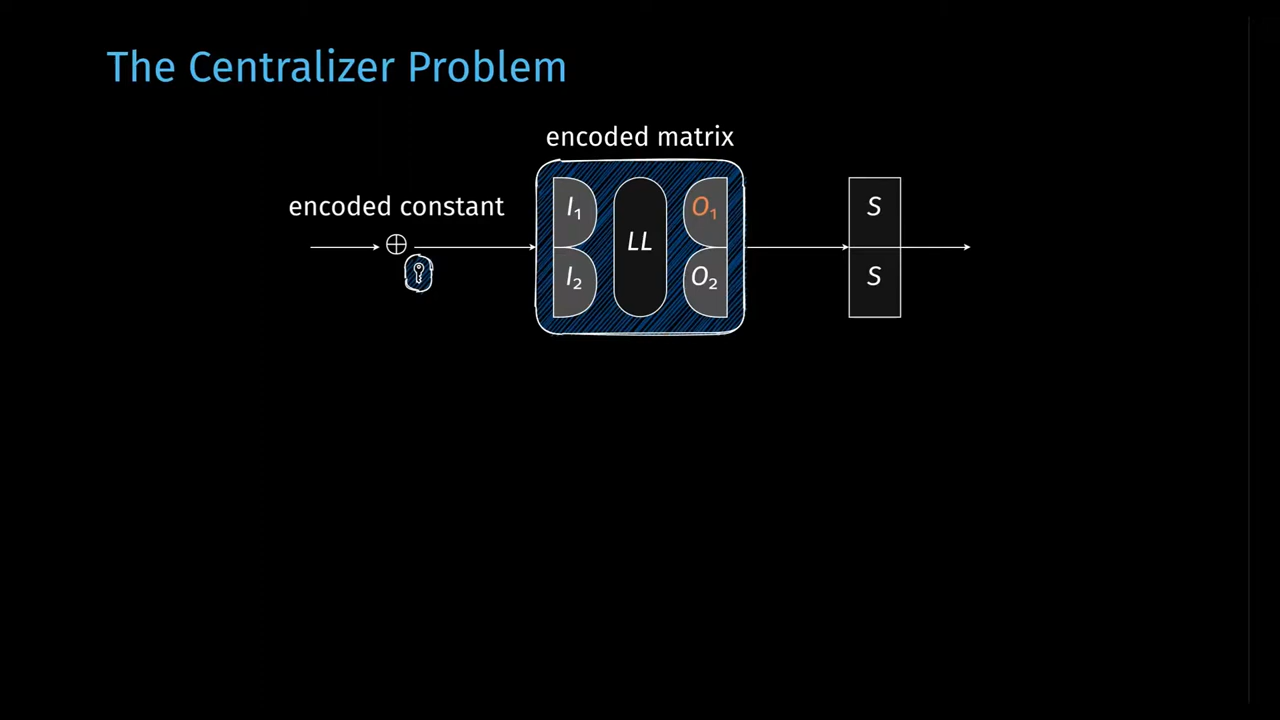 The Centralizer Problem
encoded matrix
encoded constant
I₁
LL
O₁
S
I₂
O₂
S